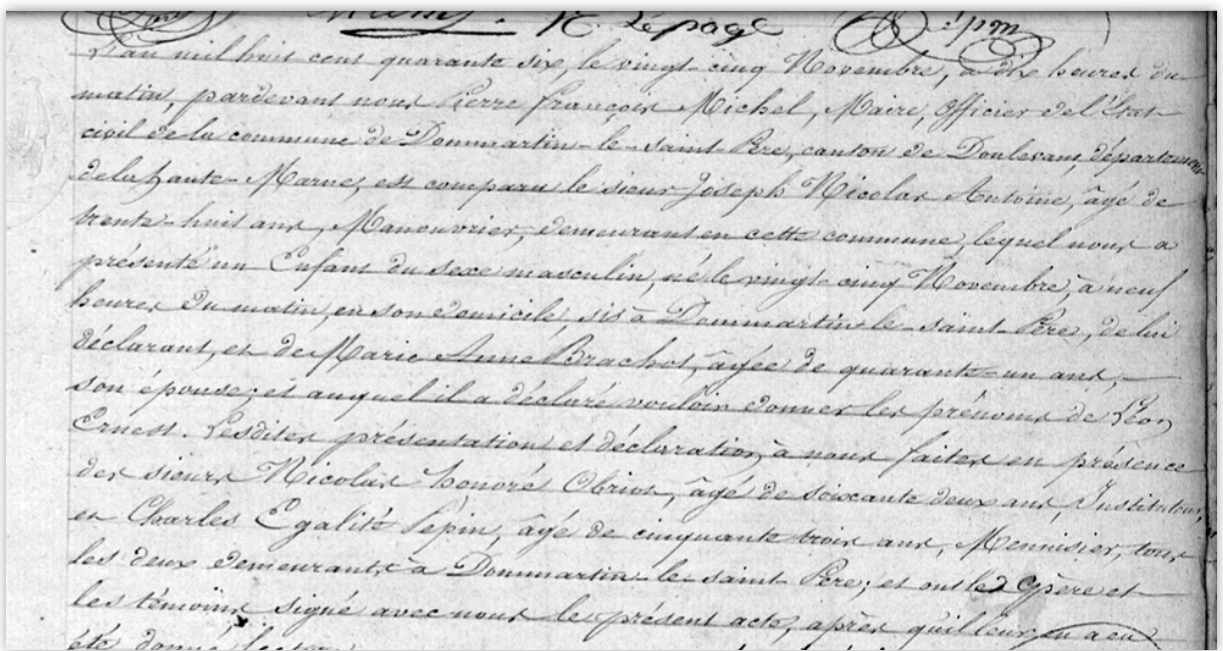 N. Lepage
L'an mil huit cent quarante six, le vingt-cinq Novembre, à dix heures du
matin, pardevant nous Pierre François Michel, Maire, Officier de l'État
civil de la commune de Dommartin-le-Saint-Père, canton de Doulevant, département
de la haute-Marne, est comparu le sieur Joseph Nicolas Antoine, âgé de
trente-huit ans, Manouvrier, demeurant en cette commune, lequel nous a
présenté un Enfant du sexe masculin, né le vingt-cinq Novembre, à neuf
heures du matin, en son domicile, sis à Dommartin-le-saint-Père, de lui
déclarant, et de Marie Anne Brachot, âgée de quarante-un ans,
son épouse; et auquel il a déclaré vouloir donner les prénoms de Léon
Ernest. Lesdites présentation et déclaration à nous faites en présence
des sieurs Nicolas honoré Obriot, âgé de soixante deux ans, Instituteur,
et Charles Egalité Pepin, âgé de cinquante trois ans, Menuisier, tous
les deux demeurants à Dommartin-le-saint-Père; et ont les père et
les témoins signé avec nous le présent acte, après qu'il leur en a eu
été donné lecture